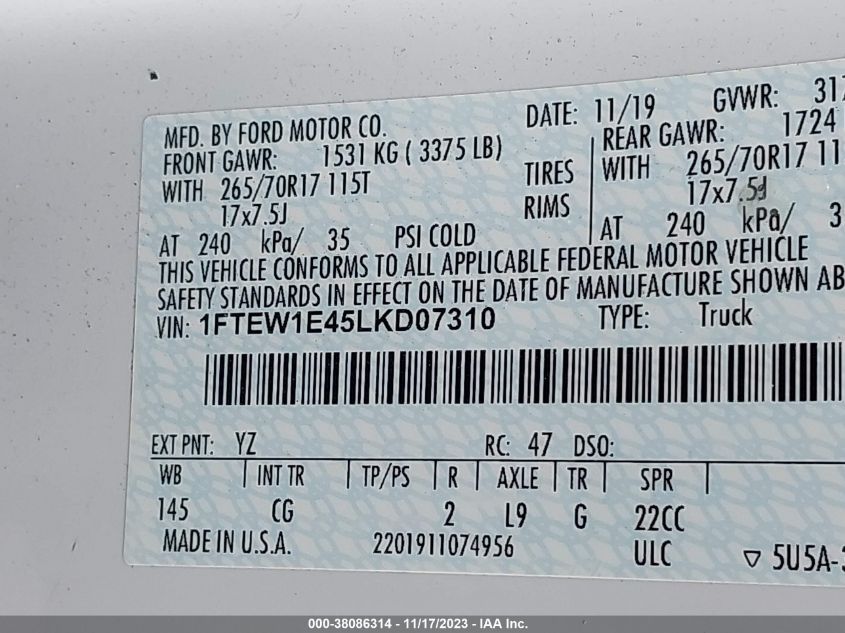 MFD. BY FORD MOTOR CO. DATE: 11/19 GVWR: 317
FRONT GAWR: 1531 KG ( 3375 LB) REAR GAWR: 1724
WITH 265/70R17 115T TIRES WITH 265/70R17 11
17x7.5J RIMS 17x7.5J
AT 240 kPa/ 35 PSI COLD AT 240 kPa/ 3
THIS VEHICLE CONFORMS TO ALL APPLICABLE FEDERAL MOTOR VEHICLE
SAFETY STANDARDS IN EFFECT ON THE DATE OF MANUFACTURE SHOWN AB
VIN: 1FTEW1E45LKD07310 TYPE: Truck
EXT PNT: YZ RC: 47 DSO:
WB INT TR TP/PS R AXLE TR SPR
145 CG 2 L9 G 22CC
MADE IN U.S.A. 2201911074956 ULC ▽ 5U5A-3
000-38086314 - 11/17/2023 - IAA Inc.